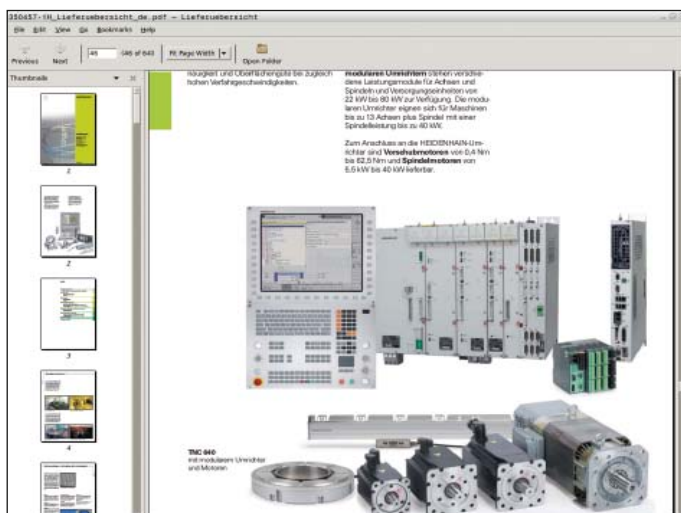 350457-1H_Lieferuebersicht_de.pdf – Lieferuebersicht
File Edit View Go Bookmarks Help
Previous Next 46 (46 of 643) Fit Page Width Open Folder
Thumbnails
1
2
3
4
nauigkeit und Oberflächengüte bei zugleich
hohen Verfahrgeschwindigkeiten.
modularen Umrichtern stehen verschie-
dene Leistungsmodule für Achsen und
Spindeln und Versorgungseinheiten von
22 kW bis 80 kW zur Verfügung. Die modu-
laren Umrichter eignen sich für Maschinen
bis zu 13 Achsen plus Spindel mit einer
Spindelleistung bis zu 40 kW.
Zum Anschluss an die HEIDENHAIN-Um-
richter sind Vorschubmotoren von 0,4 Nm
bis 62,5 Nm und Spindelmotoren von
5,5 kW bis 40 kW lieferbar.
TNC 640
mit modularem Umrichter
und Motoren